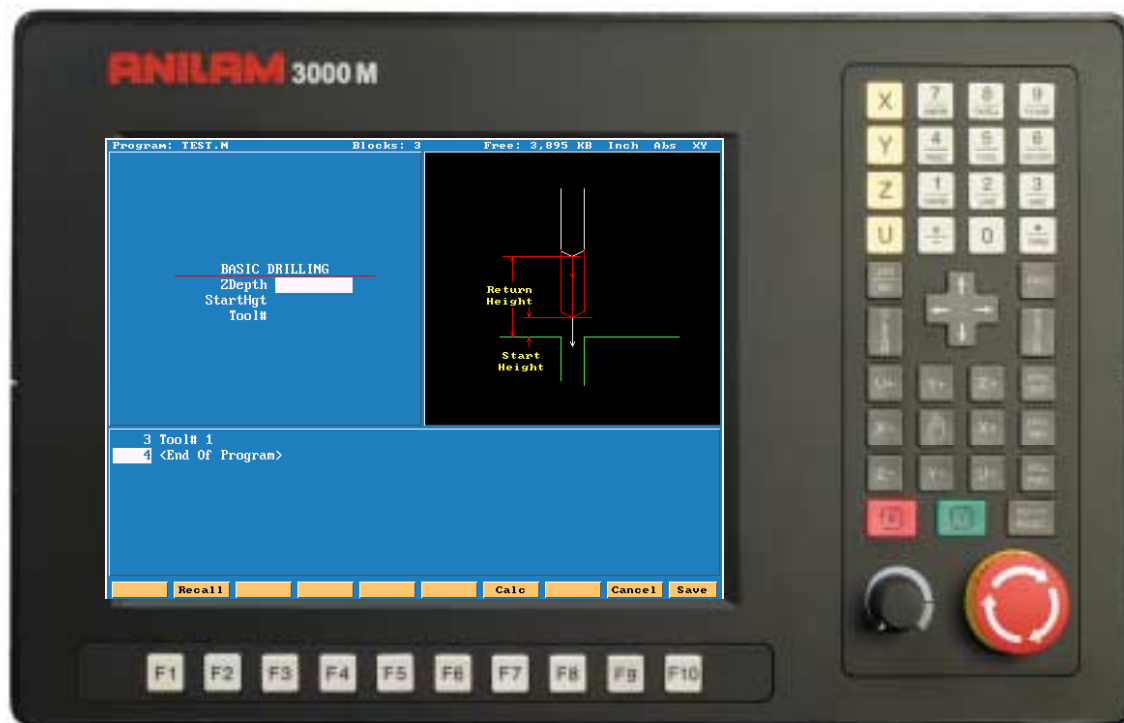 ANILAM 3000 M
Program: TEST.M Blocks: 3 Free: 3,895 KB Inch Abs XY
BASIC DRILLING
ZDepth
StartHgt
Tool#
Return
Height
Start
Height
3 Tool# 1
4 <End Of Program>
Recall Calc Cancel Save
F1 F2 F3 F4 F5 F6 F7 F8 F9 F10
X 7 8 9
Y 4 5 6
Z 1 2 3
U 0
U+ Y+ Z+
X- X+
Z- Y- U-